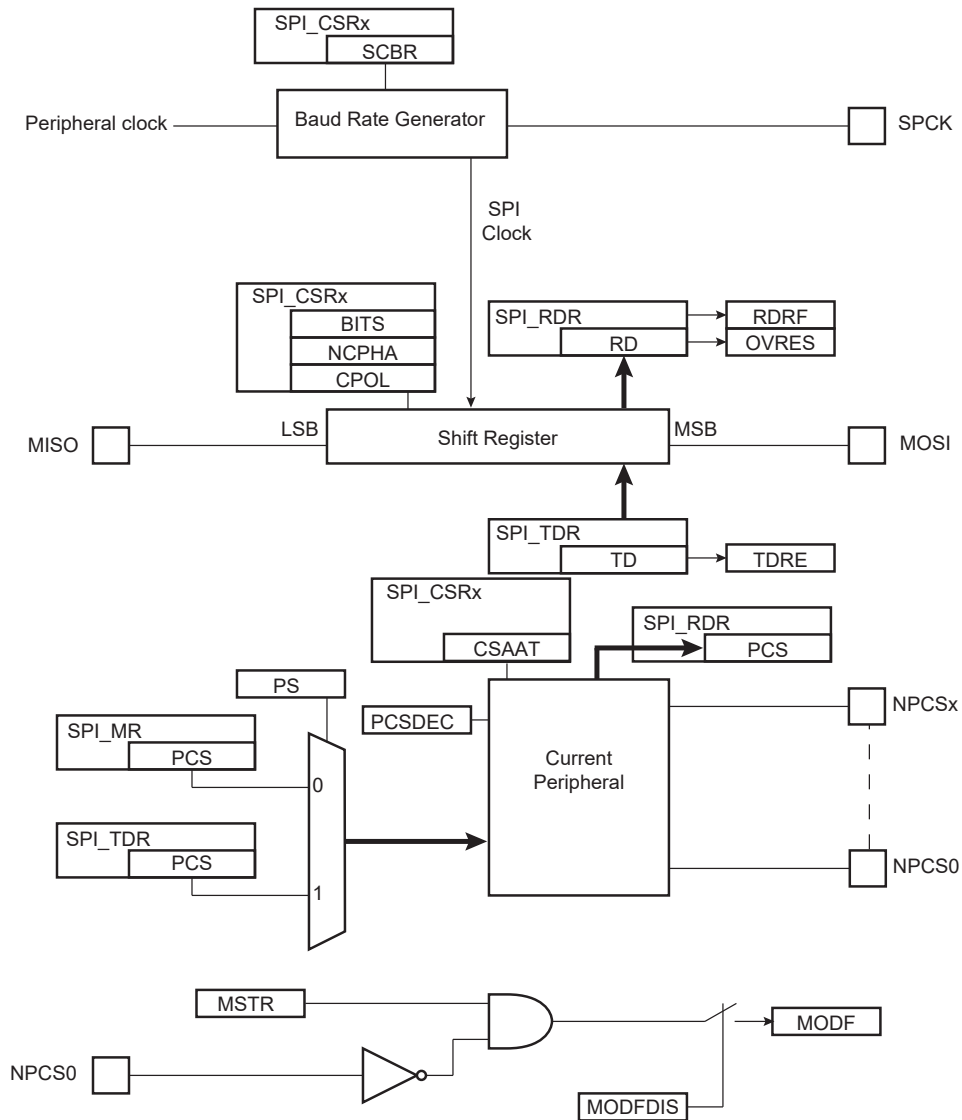 SPI_CSRx
SCBR
Peripheral clock
Baud Rate Generator
SPCK
SPI
Clock
SPI_CSRx
BITS
NCPHA
CPOL
SPI_RDR
RD
RDRF
OVRES
MISO
LSB
Shift Register
MSB
MOSI
SPI_TDR
TD
TDRE
SPI_CSRx
CSAAT
SPI_RDR
PCS
PS
PCSDEC
NPCSx
SPI_MR
PCS
0
Current
Peripheral
SPI_TDR
PCS
1
NPCS0
MSTR
MODF
NPCS0
MODFDIS